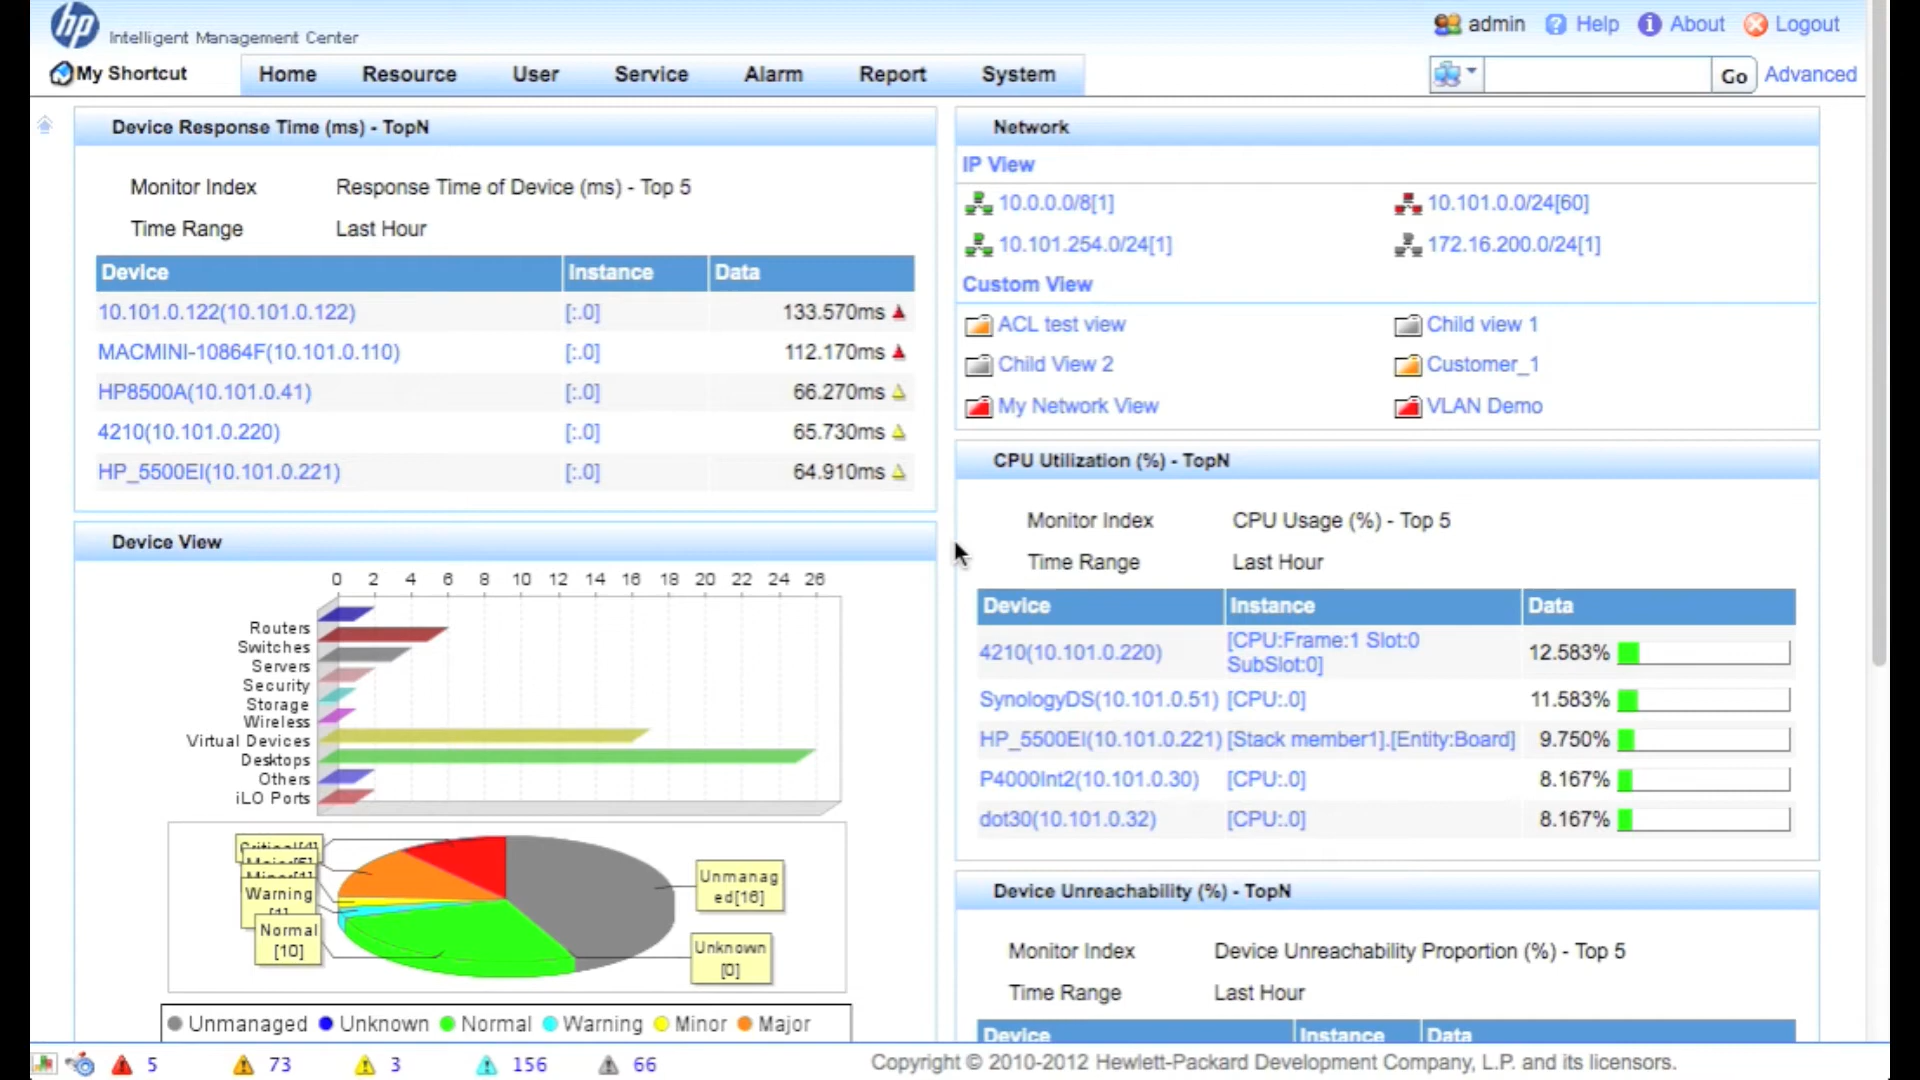 hp
Intelligent Management Center
admin Help About Logout
My Shortcut
Home Resource User Service Alarm Report System
Go Advanced
Device Response Time (ms) - TopN
Monitor Index Response Time of Device (ms) - Top 5
Time Range Last Hour
Device Instance Data
10.101.0.122(10.101.0.122) [:.0] 133.570ms
MACMINI-10864F(10.101.0.110) [:.0] 112.170ms
HP8500A(10.101.0.41) [:.0] 66.270ms
4210(10.101.0.220) [:.0] 65.730ms
HP_5500EI(10.101.0.221) [:.0] 64.910ms
Device View
0 2 4 6 8 10 12 14 16 18 20 22 24 26
Routers
Switches
Servers
Security
Storage
Wireless
Virtual Devices
Desktops
Others
iLO Ports
Critical[4]
Major[5]
Minor[1]
Warning
[1]
Normal
[10]
Unmanag
ed[16]
Unknown
[0]
Unmanaged Unknown Normal Warning Minor Major
Network
IP View
10.0.0.0/8[1] 10.101.0.0/24[60]
10.101.254.0/24[1] 172.16.200.0/24[1]
Custom View
ACL test view Child view 1
Child View 2 Customer_1
My Network View VLAN Demo
CPU Utilization (%) - TopN
Monitor Index CPU Usage (%) - Top 5
Time Range Last Hour
Device Instance Data
4210(10.101.0.220) [CPU:Frame:1 Slot:0
SubSlot:0] 12.583%
SynologyDS(10.101.0.51) [CPU:.0] 11.583%
HP_5500EI(10.101.0.221) [Stack member1].[Entity:Board] 9.750%
P4000Int2(10.101.0.30) [CPU:.0] 8.167%
dot30(10.101.0.32) [CPU:.0] 8.167%
Device Unreachability (%) - TopN
Monitor Index Device Unreachability Proportion (%) - Top 5
Time Range Last Hour
Device Instance Data
5 73 3 156 66
Copyright © 2010-2012 Hewlett-Packard Development Company, L.P. and its licensors.